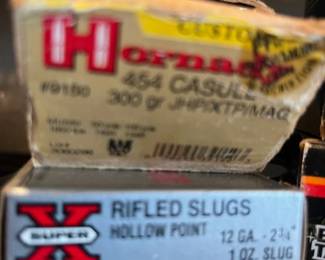 CUSTOM
Hornady
454 CASULL
#9150
300 gr JHP/XTP/MAG
X
SUPER
RIFLED SLUGS
HOLLOW POINT
12 GA. - 2¾"
1 OZ. SLUG